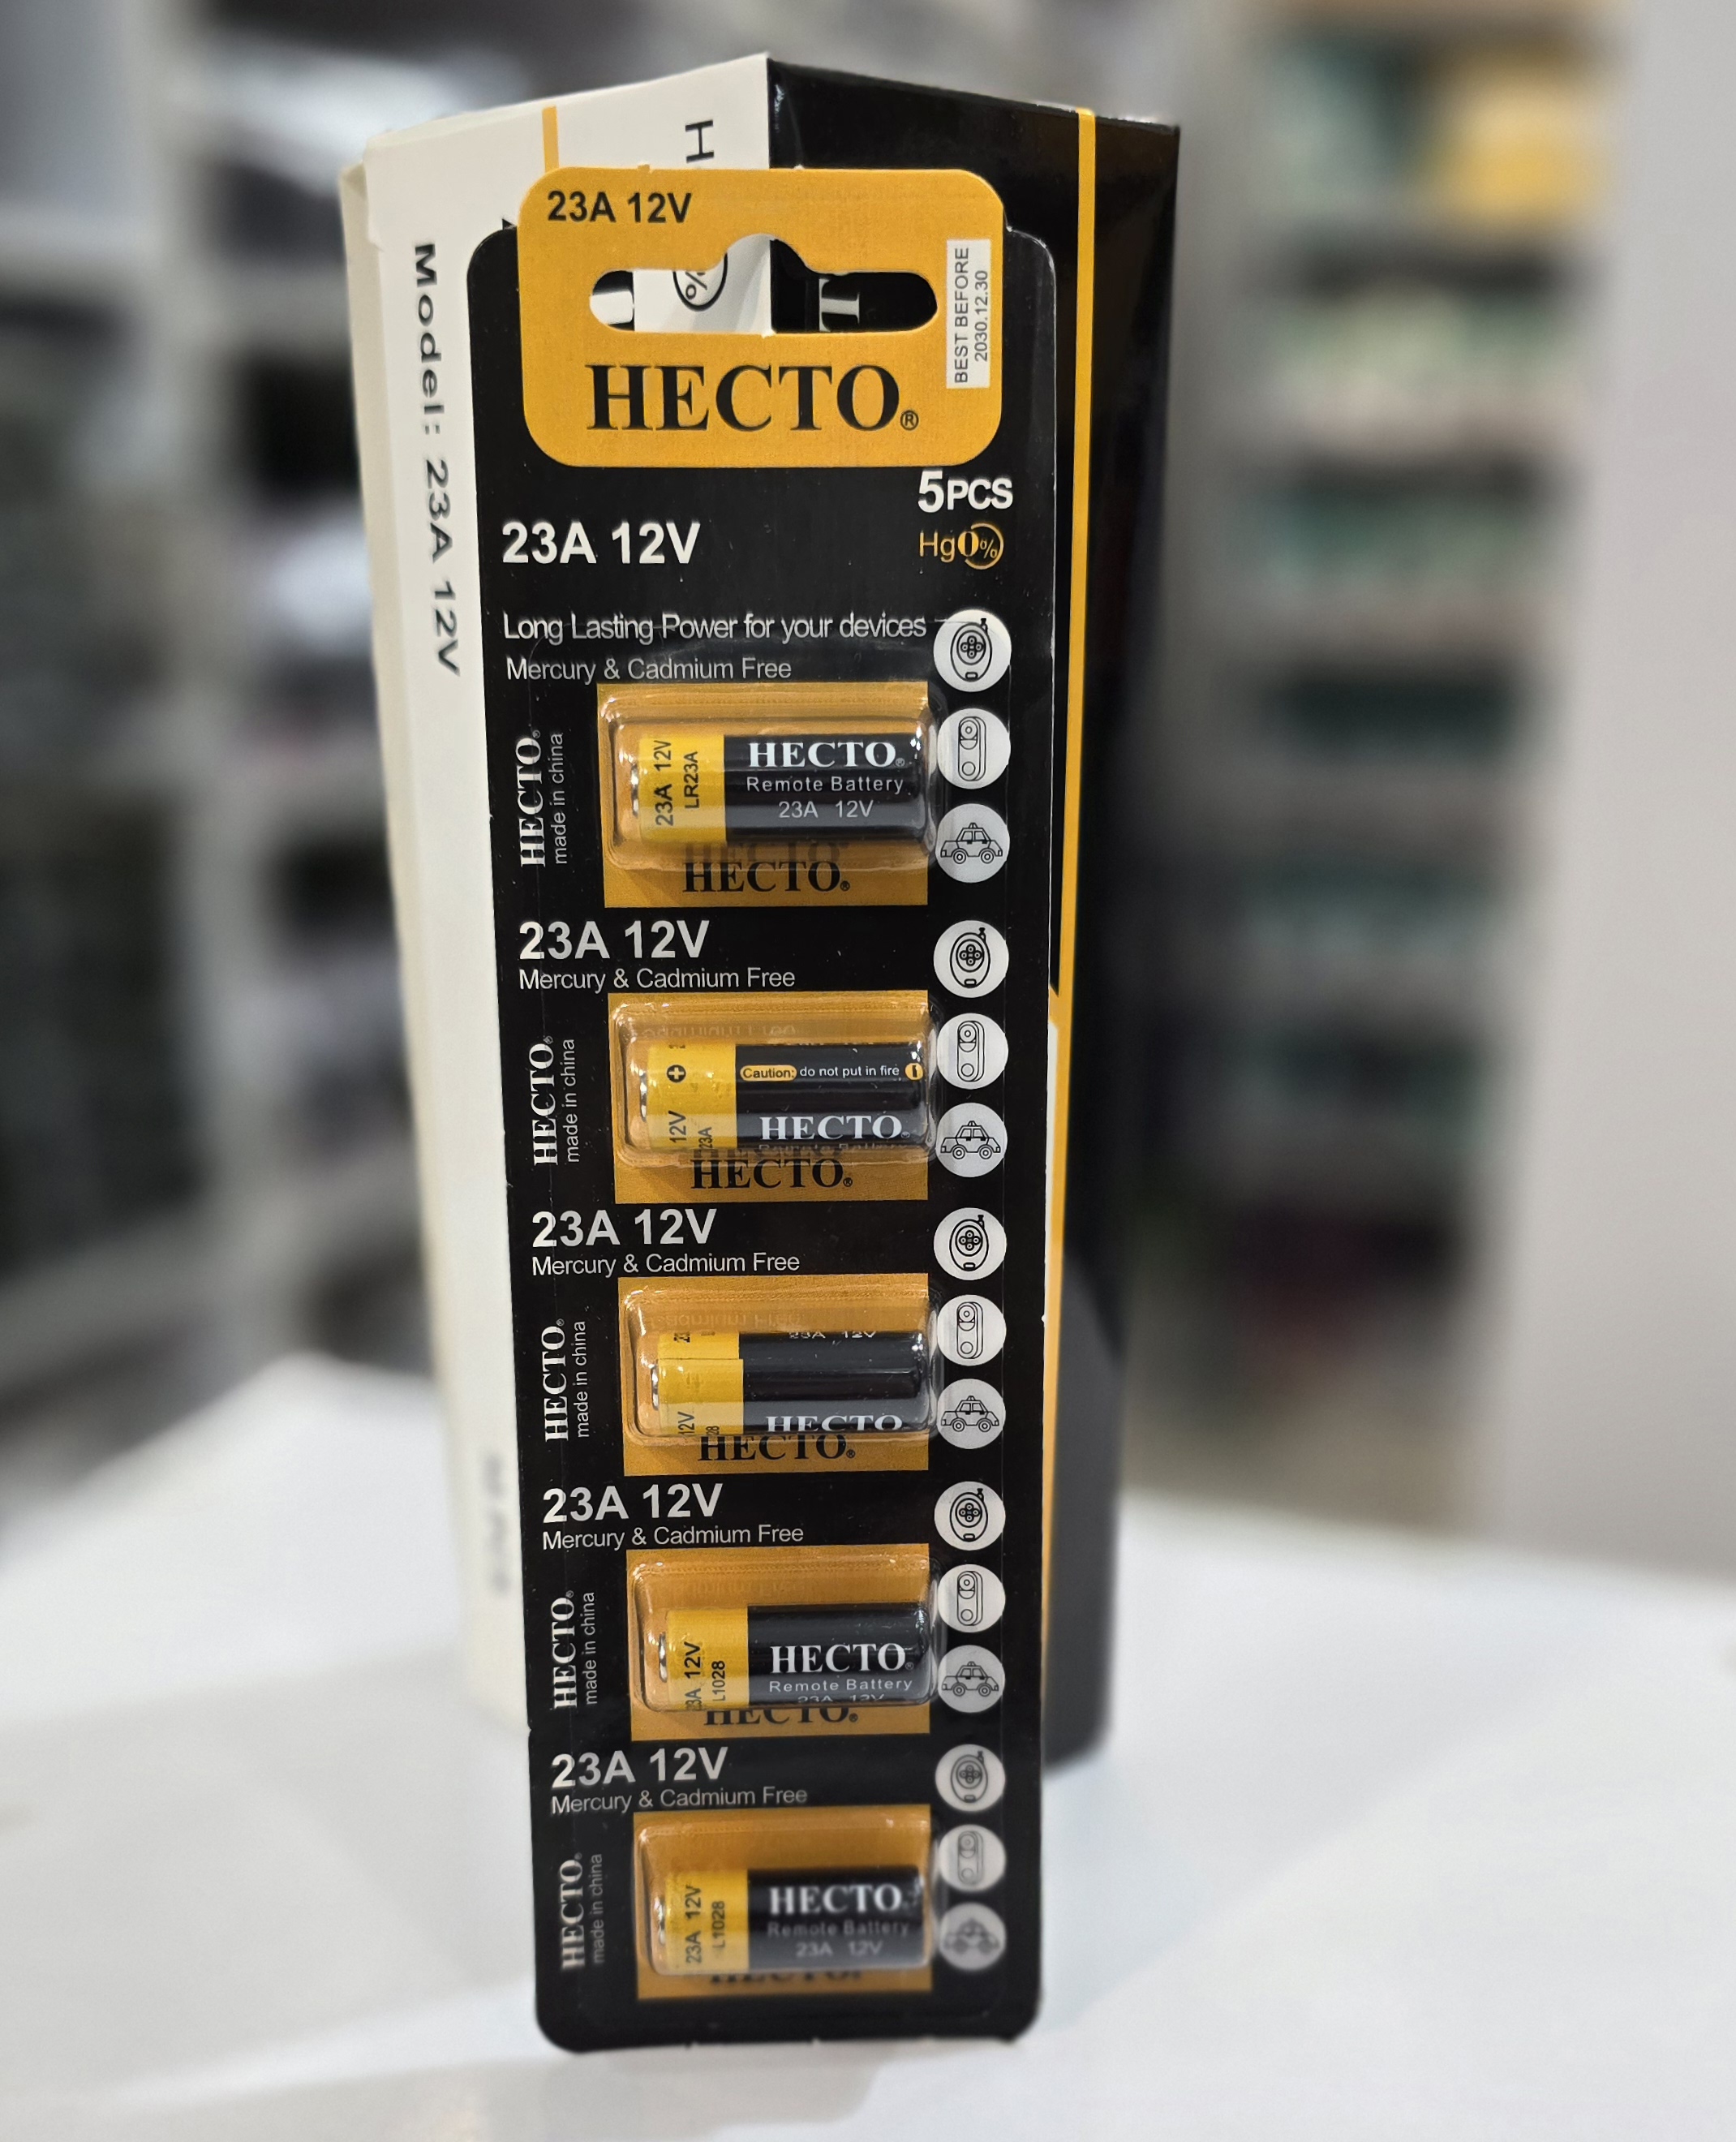 H
Model: 23A 12V
23A 12V
BEST BEFORE
2030.12.30
%
HECTO®
5PCS
23A 12V
Hg0%
Long Lasting Power for your devices
Mercury & Cadmium Free
HECTO®
made in china
23A 12V
LR23A
HECTO®
Remote Battery
23A 12V
HECTO®
23A 12V
Mercury & Cadmium Free
HECTO®
made in china
12V
23A
Caution: do not put in fire
HECTO®
HECTO®
23A 12V
Mercury & Cadmium Free
HECTO®
made in china
23A 12V
12V
HECTO
HECTO®
23A 12V
Mercury & Cadmium Free
HECTO®
made in china
23A 12V
L1028
HECTO®
Remote Battery
23A 12V
HECTO®
23A 12V
Mercury & Cadmium Free
HECTO®
made in china
23A 12V
L1028
HECTO®
Remote Battery
23A 12V
HECTO®